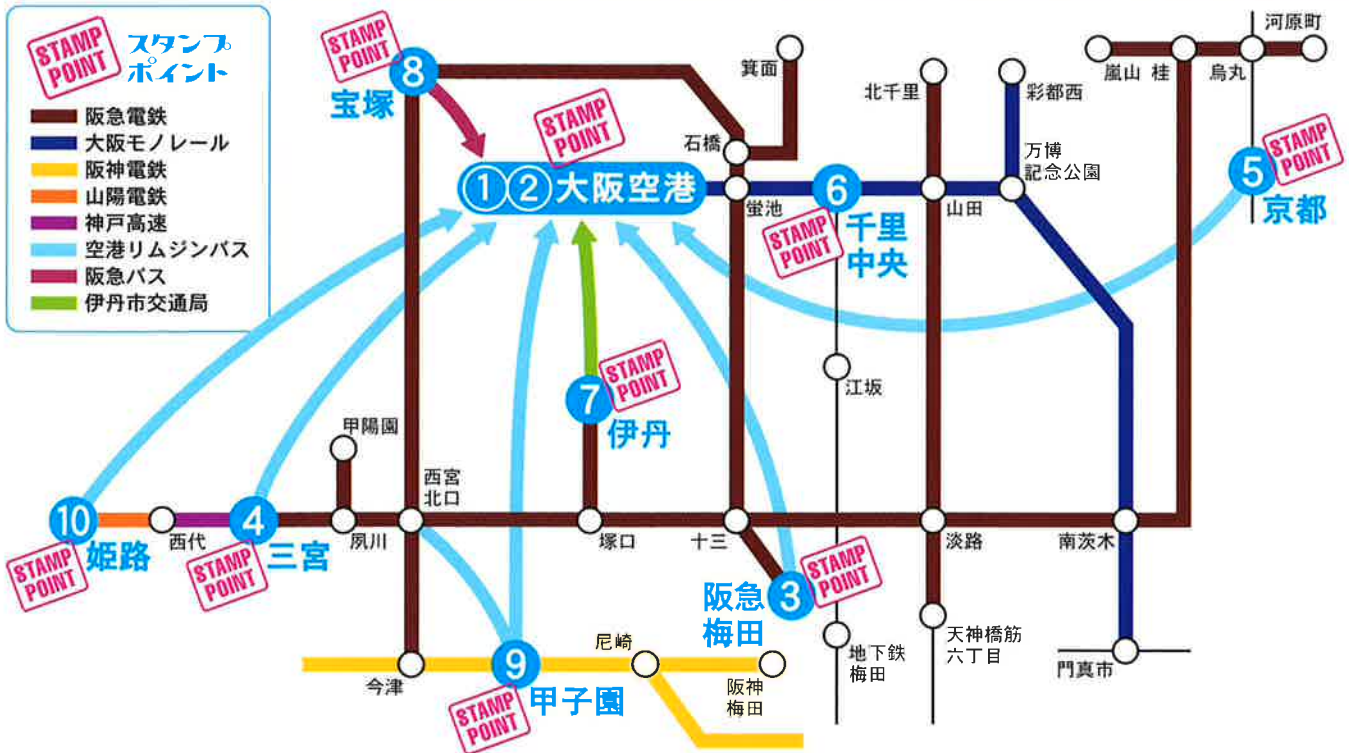 STAMP
POINT
スタンプ
ポイント
阪急電鉄
大阪モノレール
阪神電鉄
山陽電鉄
神戸高速
空港リムジンバス
阪急バス
伊丹市交通局
STAMP
POINT
8
宝塚
STAMP
POINT
①②大阪空港
箕面
石橋
蛍池
北千里
彩都西
万博
記念公園
山田
6
千里
中央
STAMP
POINT
嵐山
桂
烏丸
河原町
STAMP
POINT
5
京都
江坂
STAMP
POINT
7
伊丹
甲陽園
西宮
北口
10
姫路
STAMP
POINT
西代
4
三宮
STAMP
POINT
夙川
塚口
十三
淡路
南茨木
阪急
梅田
3
STAMP
POINT
地下鉄
梅田
天神橋筋
六丁目
門真市
今津
9
甲子園
STAMP
POINT
尼崎
阪神
梅田